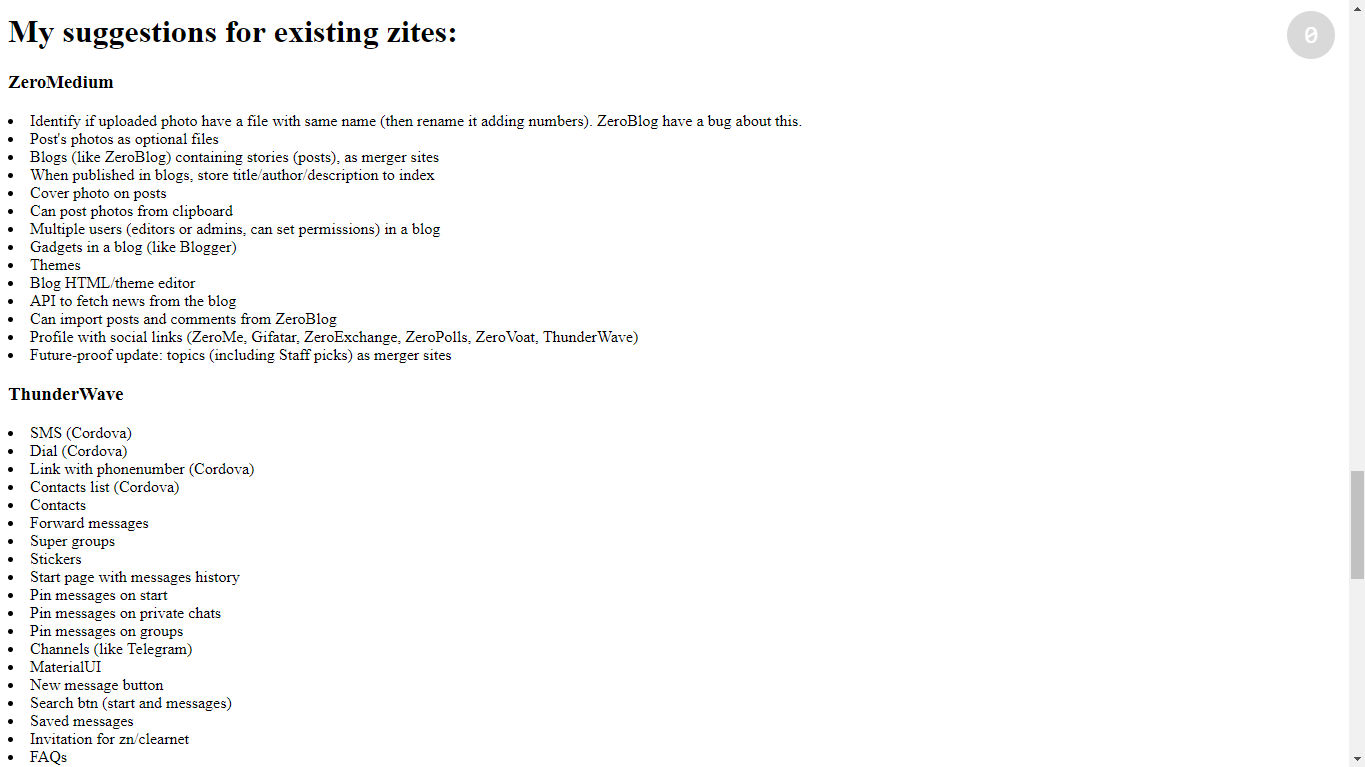 My suggestions for existing zites:
0
ZeroMedium
Identify if uploaded photo have a file with same name (then rename it adding numbers). ZeroBlog have a bug about this.
Post's photos as optional files
Blogs (like ZeroBlog) containing stories (posts), as merger sites
When published in blogs, store title/author/description to index
Cover photo on posts
Can post photos from clipboard
Multiple users (editors or admins, can set permissions) in a blog
Gadgets in a blog (like Blogger)
Themes
Blog HTML/theme editor
API to fetch news from the blog
Can import posts and comments from ZeroBlog
Profile with social links (ZeroMe, Gifatar, ZeroExchange, ZeroPolls, ZeroVoat, ThunderWave)
Future-proof update: topics (including Staff picks) as merger sites
ThunderWave
SMS (Cordova)
Dial (Cordova)
Link with phonenumber (Cordova)
Contacts list (Cordova)
Contacts
Forward messages
Super groups
Stickers
Start page with messages history
Pin messages on start
Pin messages on private chats
Pin messages on groups
Channels (like Telegram)
MaterialUI
New message button
Search btn (start and messages)
Saved messages
Invitation for zn/clearnet
FAQs